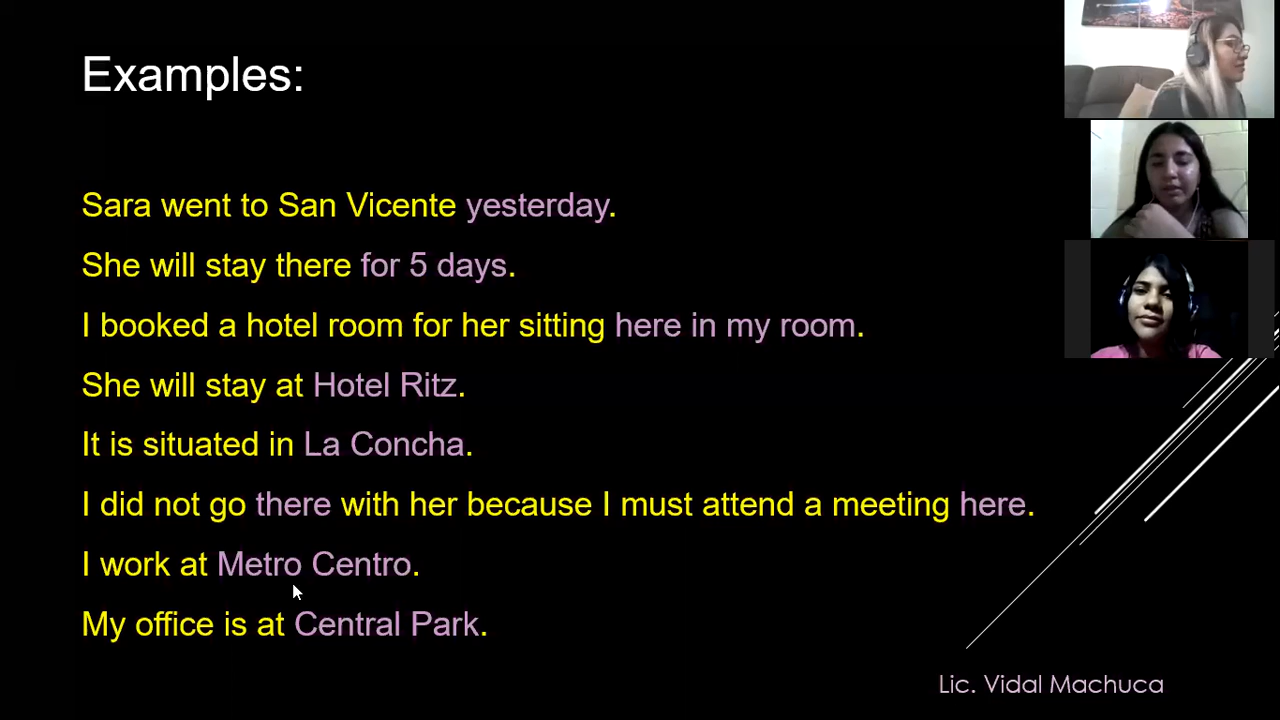 Examples:
Sara went to San Vicente yesterday.
She will stay there for 5 days.
I booked a hotel room for her sitting here in my room.
She will stay at Hotel Ritz.
It is situated in La Concha.
I did not go there with her because I must attend a meeting here.
I work at Metro Centro.
My office is at Central Park.
Lic. Vidal Machuca